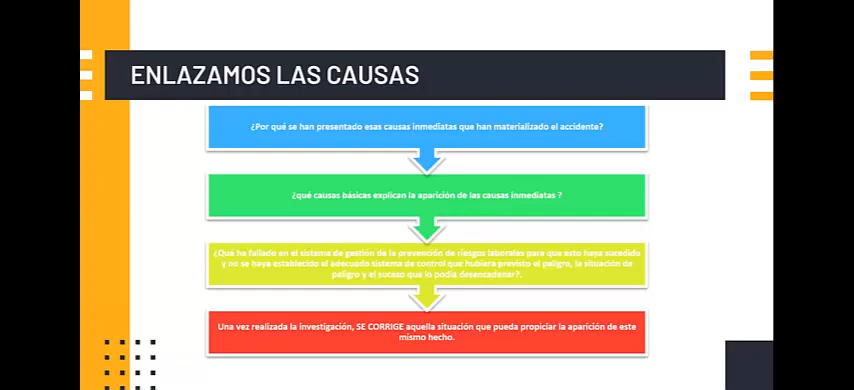 ENLAZAMOS LAS CAUSAS
¿Por qué se han presentado esas causas inmediatas que han materializado el accidente?
¿qué causas básicas explican la aparición de las causas inmediatas ?
¿Qué ha fallado en el sistema de gestión de la prevención de riesgos laborales para que esto haya sucedido
y no se haya establecido el adecuado sistema de control que hubiera previsto el peligro, la situación de
peligro y el suceso que lo podía desencadenar?.
Una vez realizada la investigación, SE CORRIGE aquella situación que pueda propiciar la aparición de este
mismo hecho.